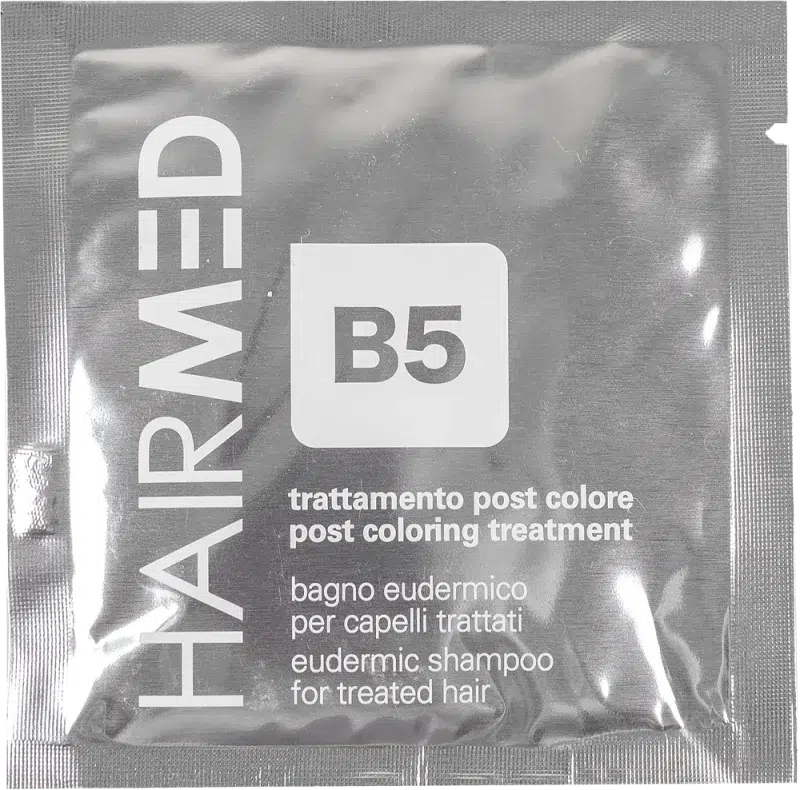 HAIRMED
B5
trattamento post colore
post coloring treatment
bagno eudermico
per capelli trattati
eudermic shampoo
for treated hair